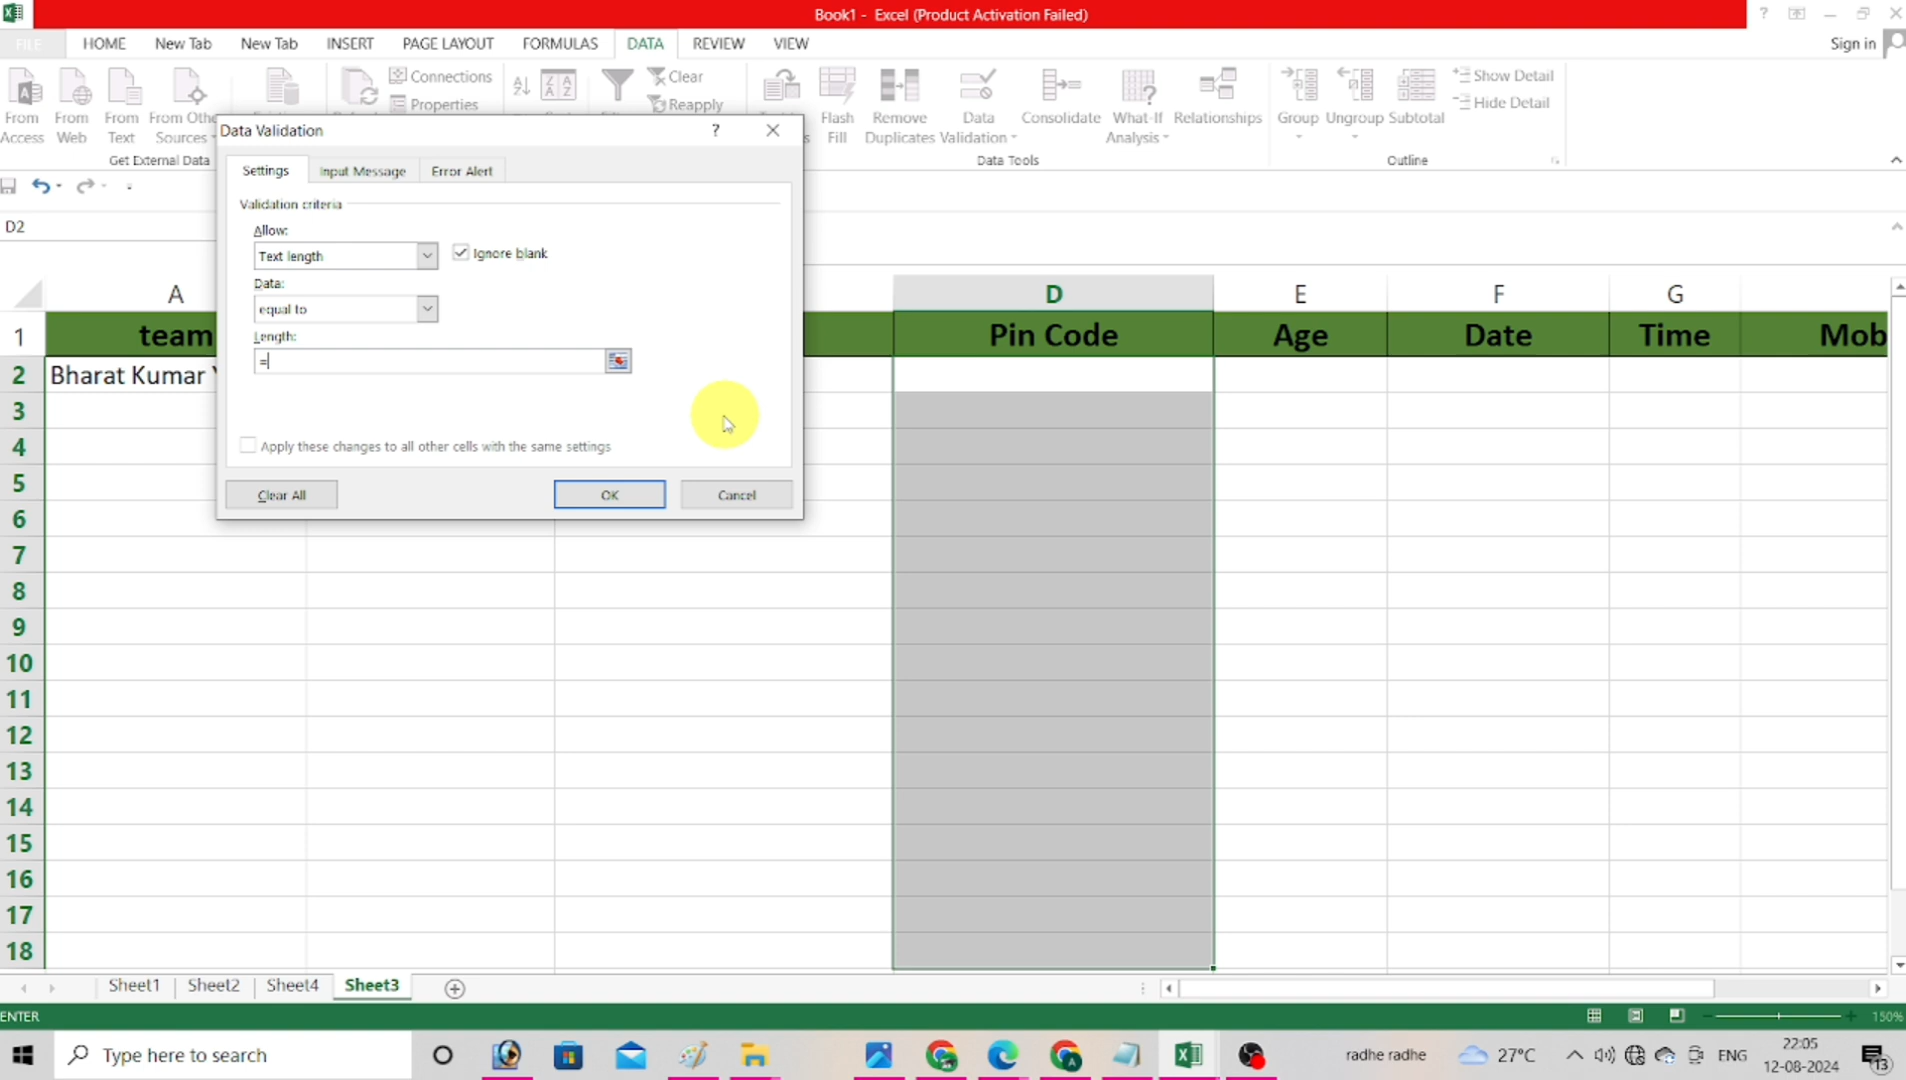 Book1 - Excel (Product Activation Failed)
?
FILE HOME New Tab New Tab INSERT PAGE LAYOUT FORMULAS DATA REVIEW VIEW Sign in
From Access
From Web
From Text
From Othe Sources
Get External Data
Connections
Properties
Clear
Reapply
Flash Fill
Remove Duplicates
Data Validation
Consolidate
What-If Analysis
Relationships
Data Tools
Group
Ungroup
Subtotal
Show Detail
Hide Detail
Outline
D2
Data Validation ?
Settings Input Message Error Alert
Validation criteria
Allow:
Text length Ignore blank
Data:
equal to
Length:
=
Apply these changes to all other cells with the same settings
Clear All OK Cancel
A D E F G
1 team Pin Code Age Date Time Mob
2 Bharat Kumar
3
4
5
6
7
8
9
10
11
12
13
14
15
16
17
18
Sheet1 Sheet2 Sheet4 Sheet3
ENTER 150%
Type here to search radhe radhe 27°C ENG 22:05
12-08-2024 13